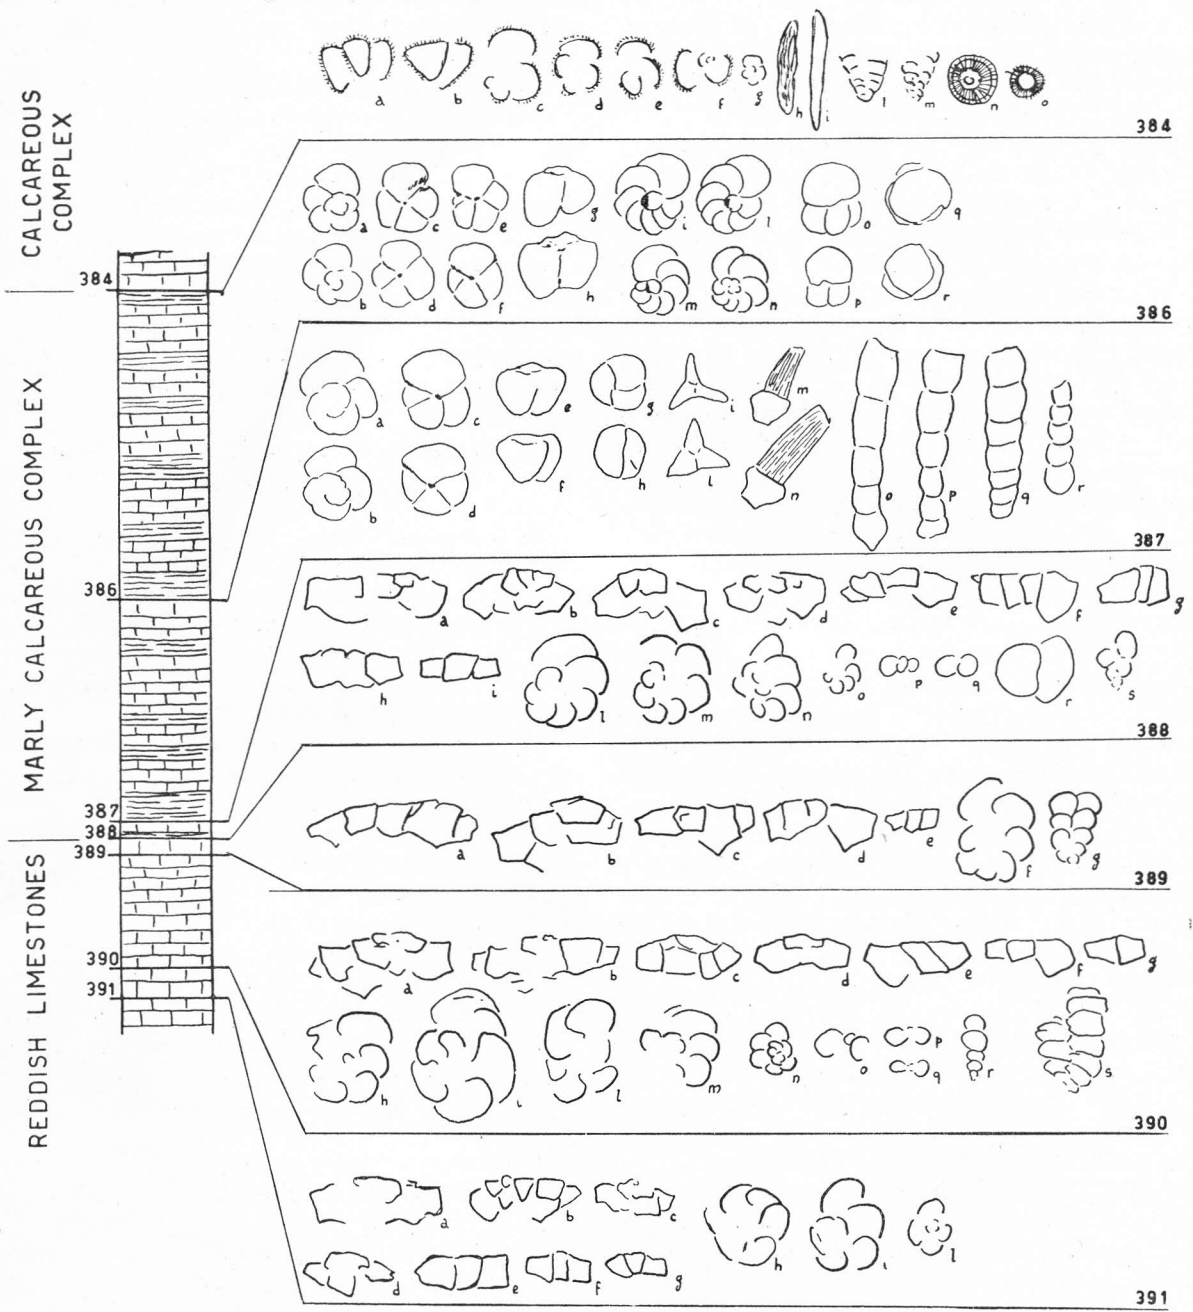 CALCAREOUS
COMPLEX
MARLY CALCAREOUS COMPLEX
REDDISH LIMESTONES
384
386
387
388
389
390
391
a b c d e f g h i l m n o
384
a c e g i l o q
b d f h m n p r
386
a c e g i m
b d f h l n o p q r
387
a b c d e f g
h i l m n o p q r s
388
a b c d e f g
389
a b c d e f g
h i l m n o p q r s
390
a b c h i l
d e f g
391